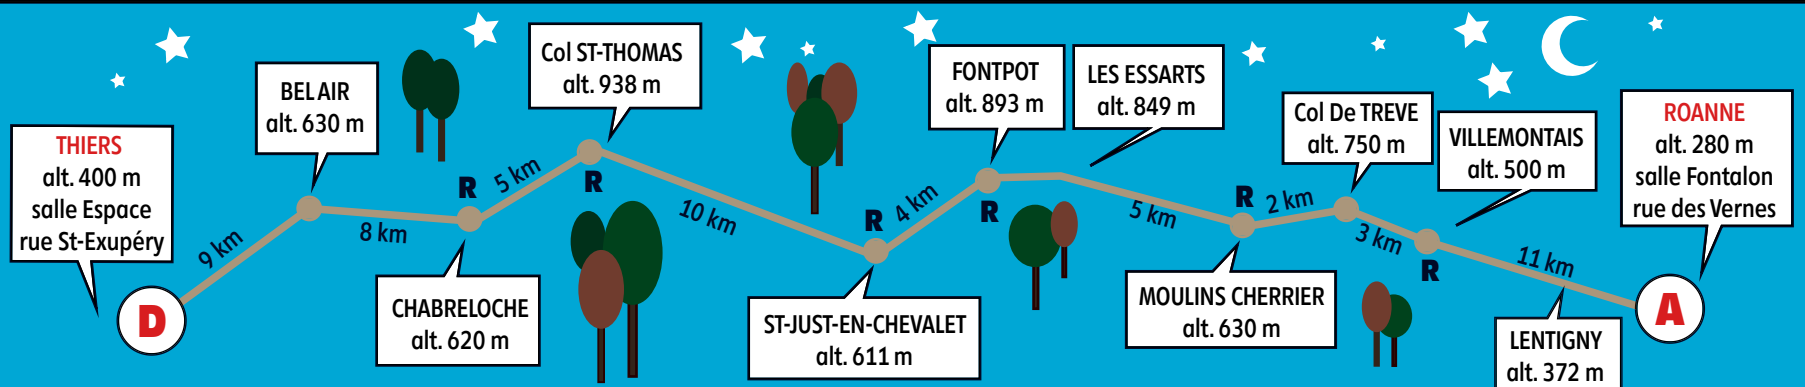 THIERS
alt. 400 m
salle Espace
rue St-Exupéry
D
9 km
BEL AIR
alt. 630 m
8 km
R
CHABRELOCHE
alt. 620 m
5 km
Col ST-THOMAS
alt. 938 m
R
10 km
R
ST-JUST-EN-CHEVALET
alt. 611 m
4 km
FONTPOT
alt. 893 m
R
LES ESSARTS
alt. 849 m
5 km
R
MOULINS CHERRIER
alt. 630 m
2 km
Col De TREVE
alt. 750 m
3 km
VILLEMONTAIS
alt. 500 m
R
11 km
LENTIGNY
alt. 372 m
ROANNE
alt. 280 m
salle Fontalon
rue des Vernes
A